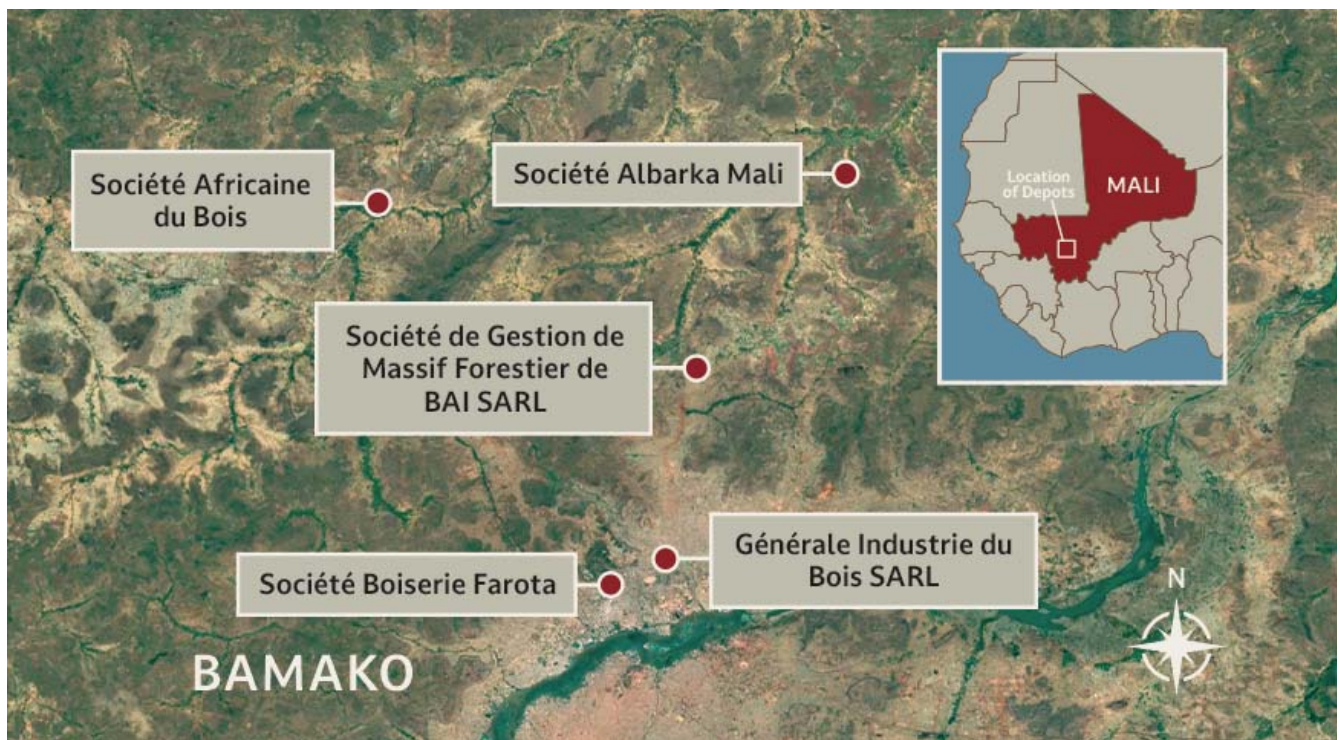 Société Africaine
du Bois
Société Albarka Mali
Location
of Depots
MALI
Société de Gestion de
Massif Forestier de
BAI SARL
Générale Industrie du
Bois SARL
Société Boiserie Farota
N
BAMAKO